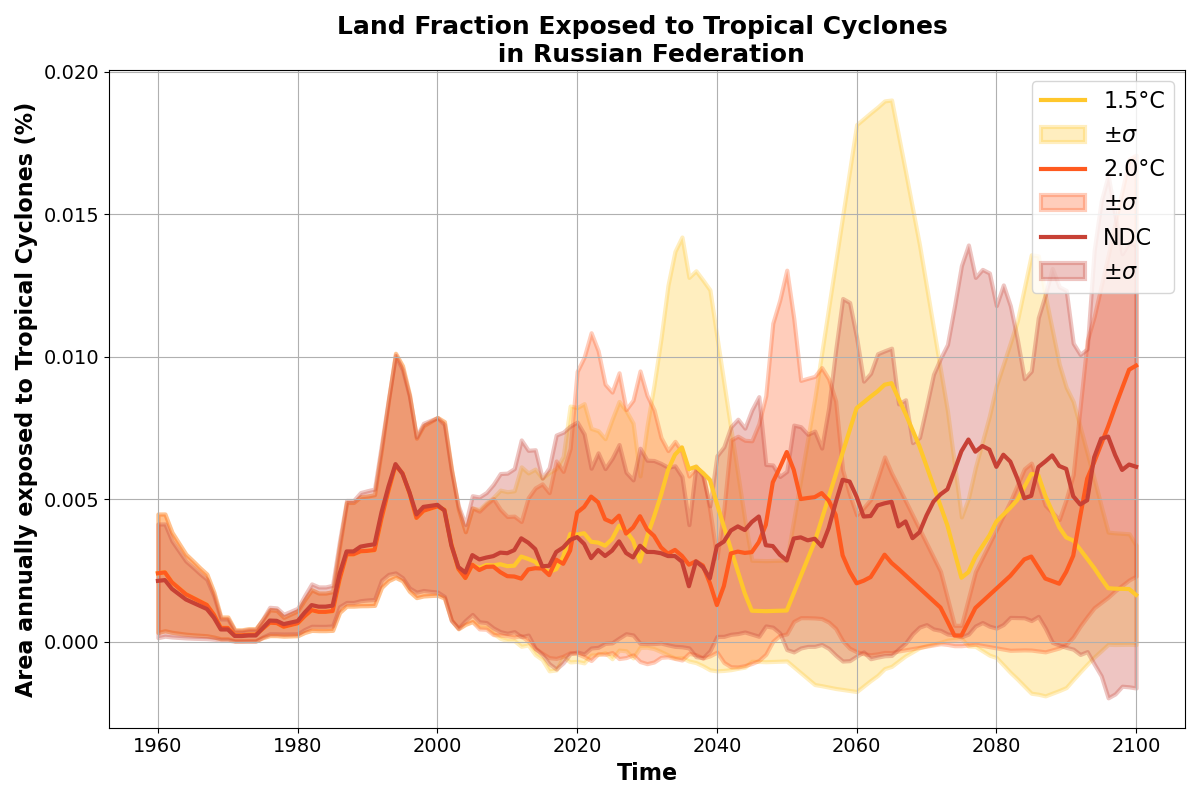 Land Fraction Exposed to Tropical Cyclones
in Russian Federation
Area annually exposed to Tropical Cyclones (%)
0.020
0.015
0.010
0.005
0.000
1960
1980
2000
2020
2040
2060
2080
2100
Time
1.5°C
±σ
2.0°C
±σ
NDC
±σ